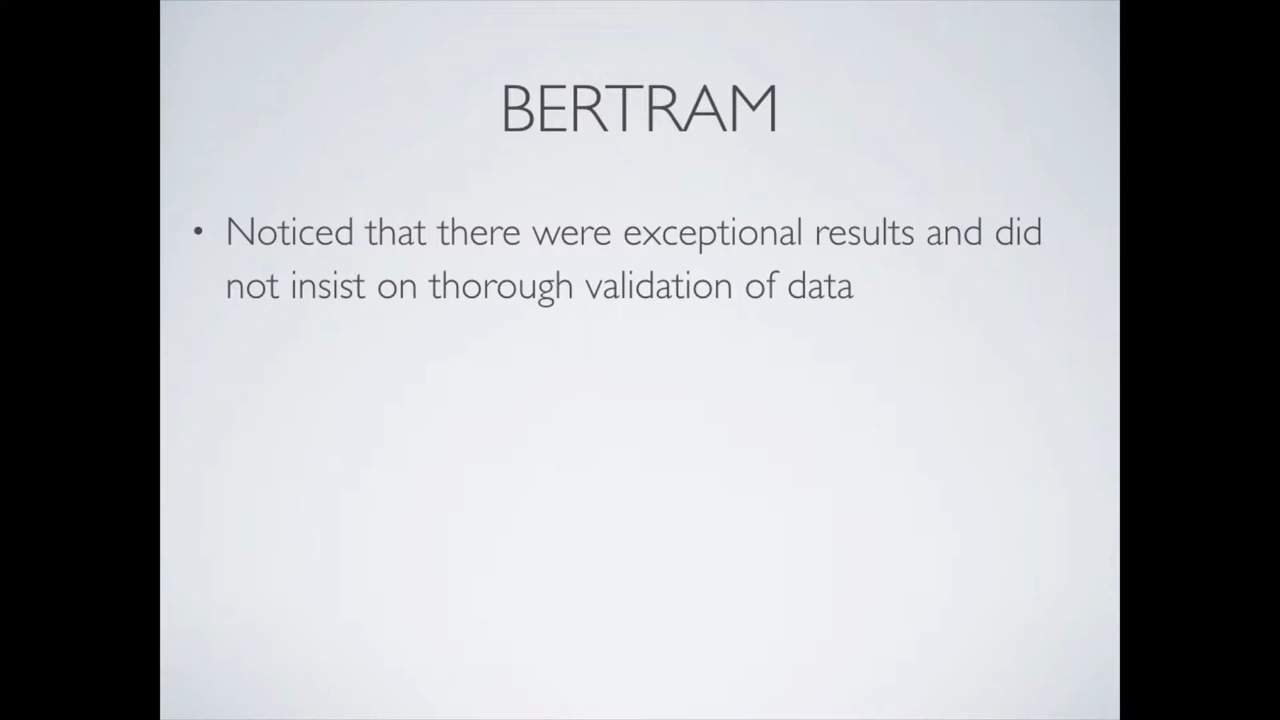 BERTRAM
• Noticed that there were exceptional results and did
not insist on thorough validation of data